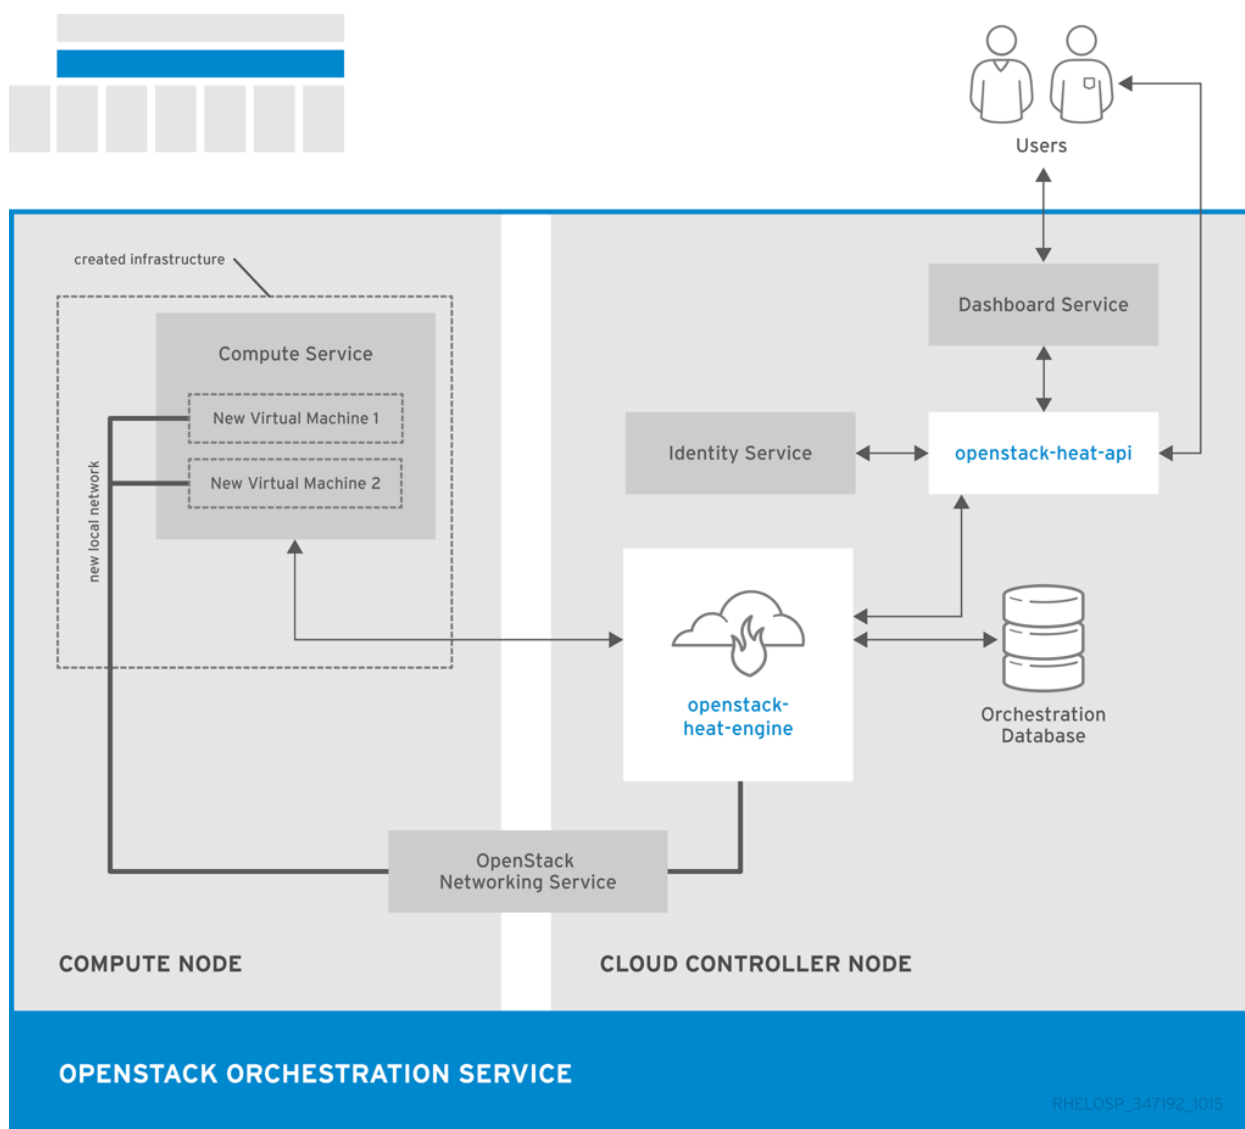 Users
created infrastructure
Dashboard Service
Compute Service
New Virtual Machine 1
New Virtual Machine 2
new local network
Identity Service
openstack-heat-api
openstack-
heat-engine
Orchestration
Database
OpenStack
Networking Service
COMPUTE NODE
CLOUD CONTROLLER NODE
OPENSTACK ORCHESTRATION SERVICE
RHELOSP_347192_1015